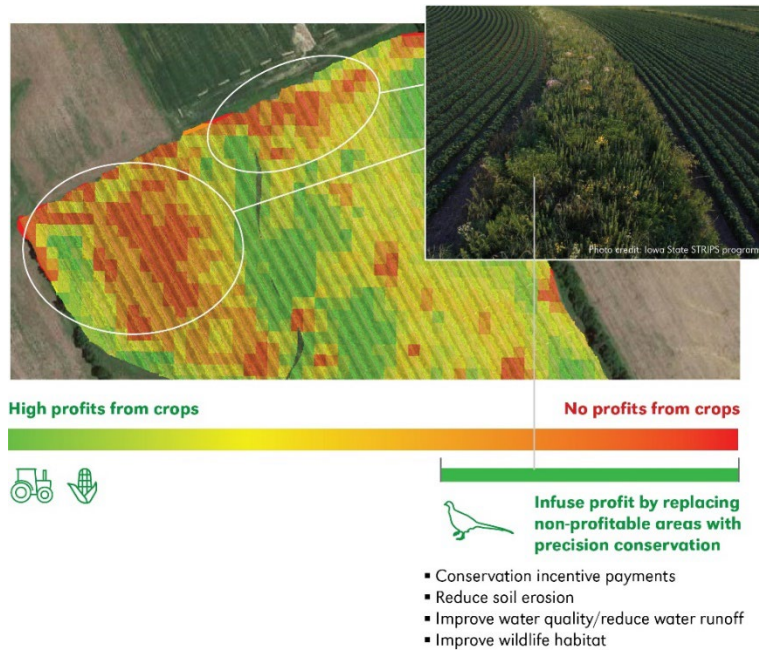 Photo credit: Iowa State STRIPS program
High profits from crops
No profits from crops
Infuse profit by replacing
non-profitable areas with
precision conservation
▪ Conservation incentive payments
▪ Reduce soil erosion
▪ Improve water quality/reduce water runoff
▪ Improve wildlife habitat